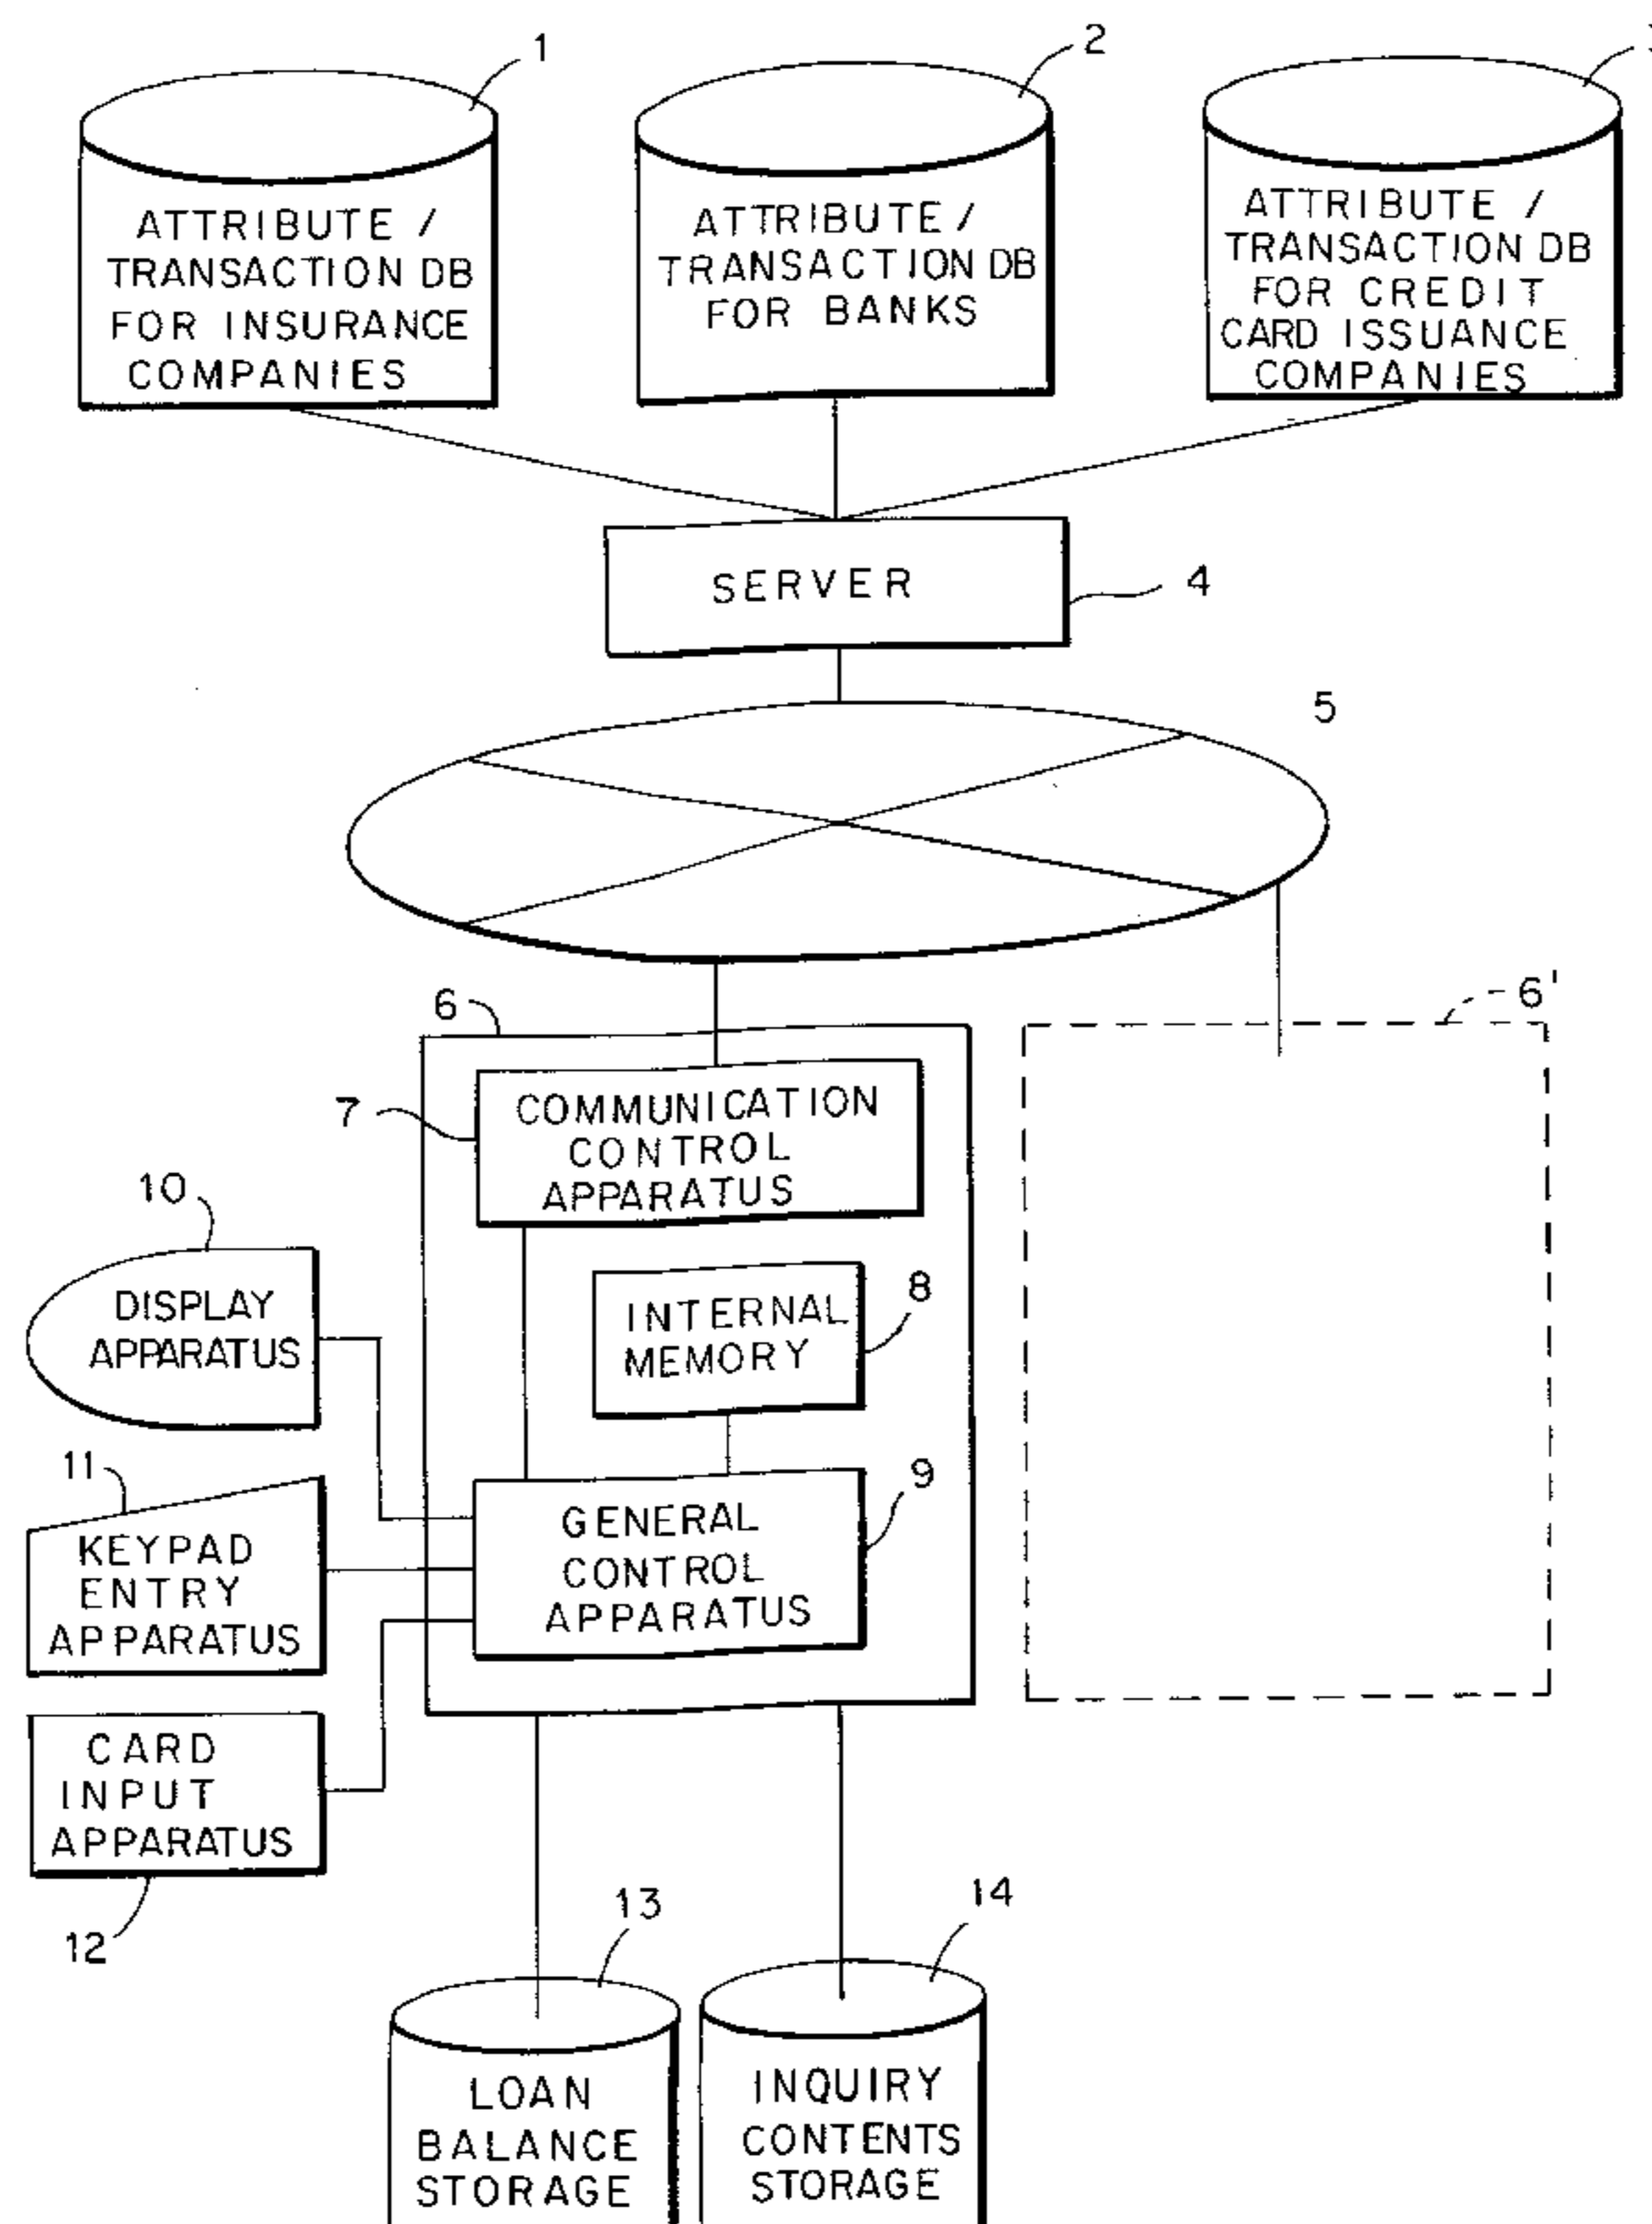 1
2
ATTRIBUTE /
TRANSACTION DB
FOR INSURANCE
COMPANIES
ATTRIBUTE /
TRANSACTION DB
FOR BANKS
ATTRIBUTE /
TRANSACTION DB
FOR CREDIT
CARD ISSUANCE
COMPANIES
SERVER
4
5
6
6'
7
COMMUNICATION
CONTROL
APPARATUS
10
DISPLAY
APPARATUS
INTERNAL
MEMORY
8
11
KEYPAD
ENTRY
APPARATUS
GENERAL
CONTROL
APPARATUS
9
CARD
INPUT
APPARATUS
12
13
14
LOAN
BALANCE
STORAGE
INQUIRY
CONTENTS
STORAGE